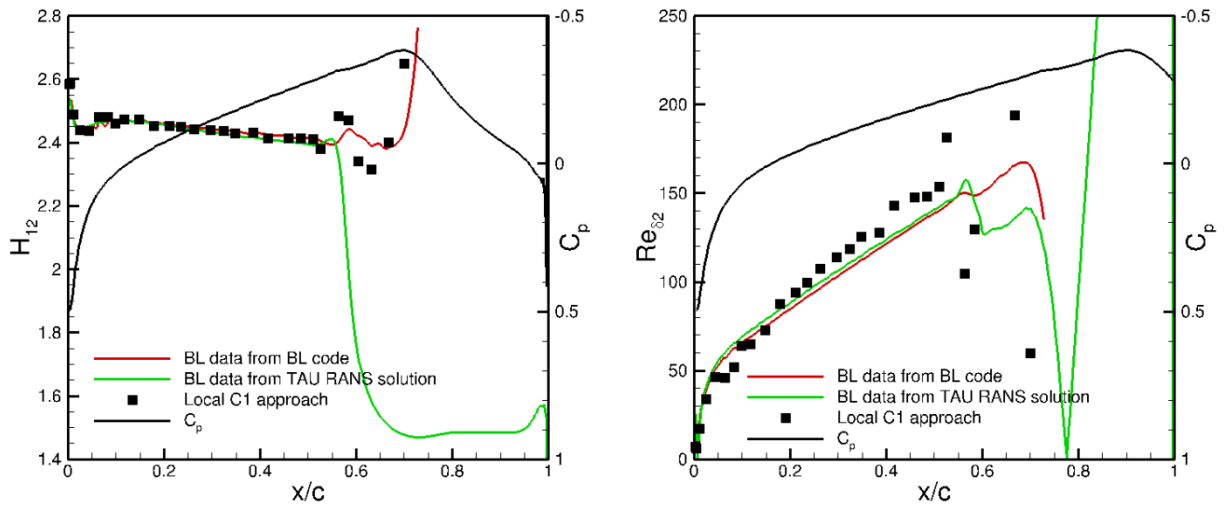 2.8
2.6
2.4
2.2
2
1.8
1.6
1.4
H12
-0.5
0
0.5
1
Cp
BL data from BL code
BL data from TAU RANS solution
Local C1 approach
Cp
0 0.2 0.4 0.6 0.8 1
x/c
250
200
150
100
50
0
Reδ2
-0.5
0
0.5
1
Cp
BL data from BL code
BL data from TAU RANS solution
Local C1 approach
Cp
0 0.2 0.4 0.6 0.8 1
x/c